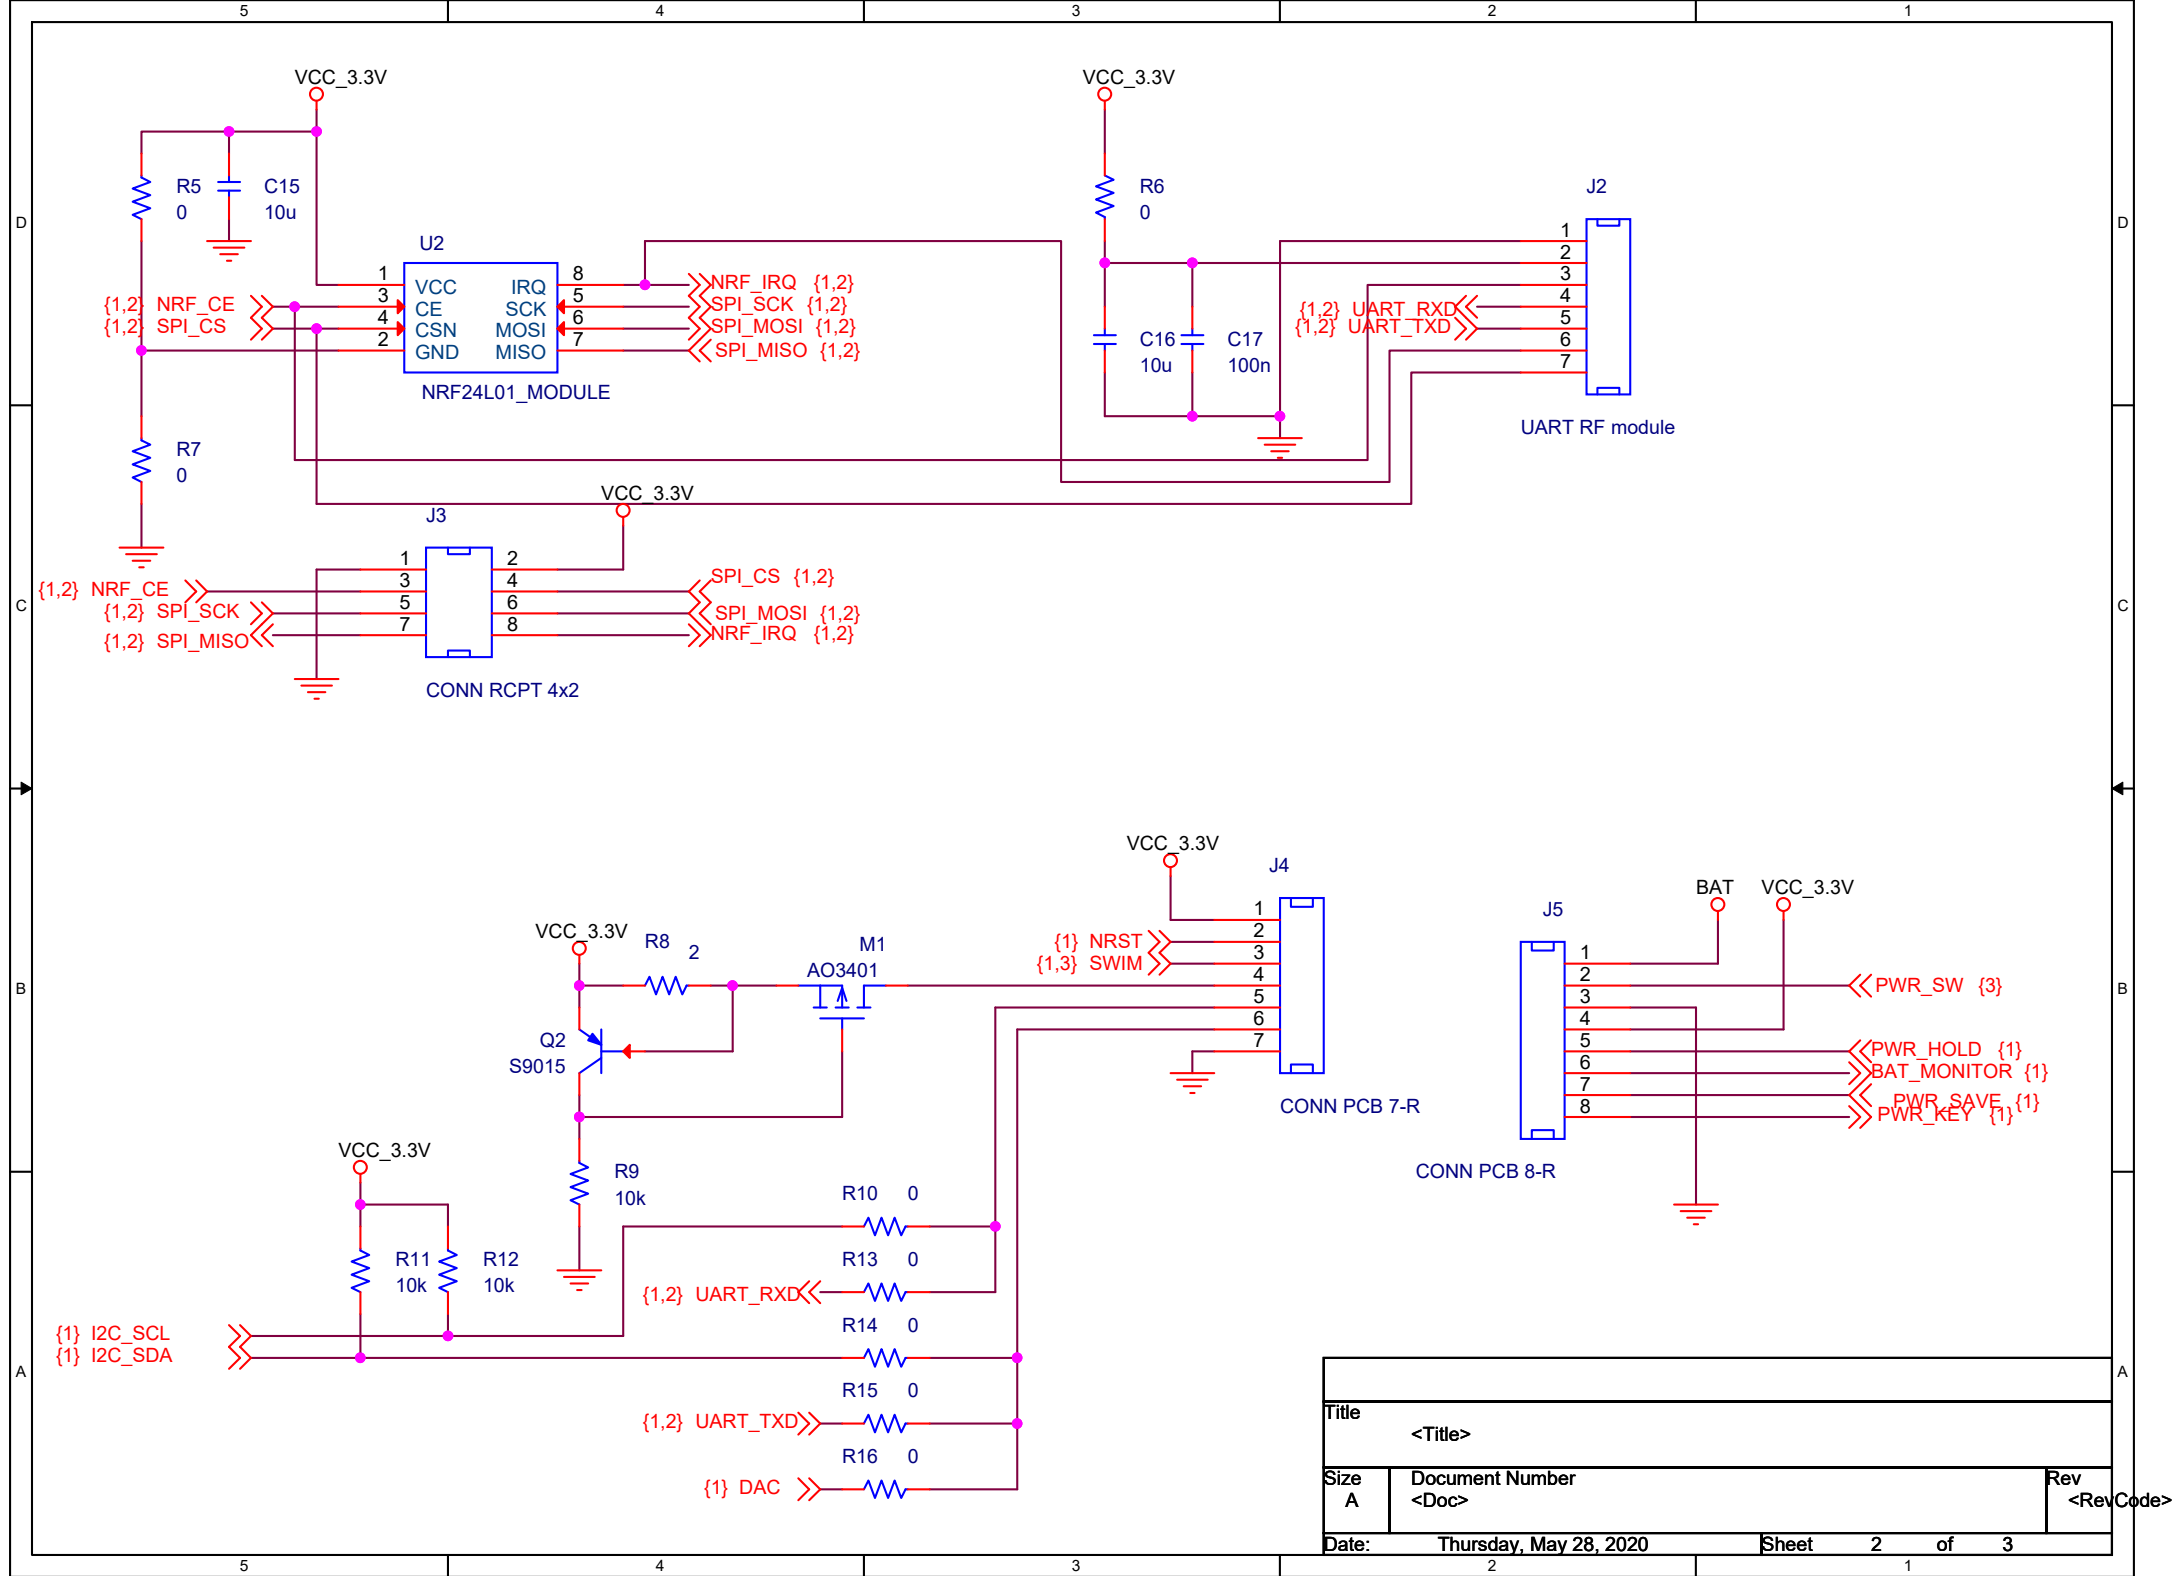 5 4 3 2 1
VCC_3.3V
VCC_3.3V
R5
0
C15
10u
R6
0
J2
D
D
U2
1 VCC IRQ 8
3 CE SCK 5
4 CSN MOSI 6
2 GND MISO 7
NRF24L01_MODULE
{1,2} NRF_CE
{1,2} SPI_CS
NRF_IRQ {1,2}
SPI_SCK {1,2}
SPI_MOSI {1,2}
SPI_MISO {1,2}
1
2
3
4
5
6
7
{1,2} UART_RXD
{1,2} UART_TXD
C16
10u
C17
100n
UART RF module
R7
0
VCC_3.3V
J3
1 2
3 4
5 6
7 8
{1,2} NRF_CE
{1,2} SPI_SCK
{1,2} SPI_MISO
SPI_CS {1,2}
SPI_MOSI {1,2}
NRF_IRQ {1,2}
CONN RCPT 4x2
C
C
VCC_3.3V
J4
1
2
3
4
5
6
7
{1} NRST
{1,3} SWIM
CONN PCB 7-R
BAT VCC_3.3V
J5
1
2
3
4
5
6
7
8
PWR_SW {3}
PWR_HOLD {1}
BAT_MONITOR {1}
PWR_SAVE {1}
PWR_KEY {1}
CONN PCB 8-R
B
B
VCC_3.3V
R8 2
M1
AO3401
Q2
S9015
R9
10k
VCC_3.3V
R11
10k
R12
10k
R10 0
R13 0
{1,2} UART_RXD
R14 0
{1} I2C_SCL
{1} I2C_SDA
R15 0
{1,2} UART_TXD
R16 0
{1} DAC
A
A
Title
<Title>
Size
A
Document Number
<Doc>
Rev
<RevCode>
Date: Thursday, May 28, 2020 Sheet 2 of 3
5 4 3 2 1